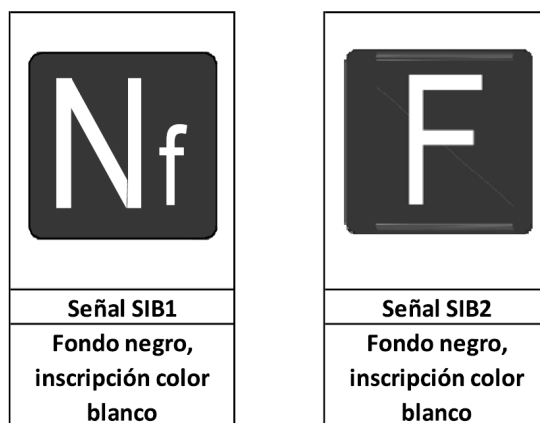 Nf
Señal SIB1
Fondo negro,
inscripción color
blanco
F
Señal SIB2
Fondo negro,
inscripción color
blanco